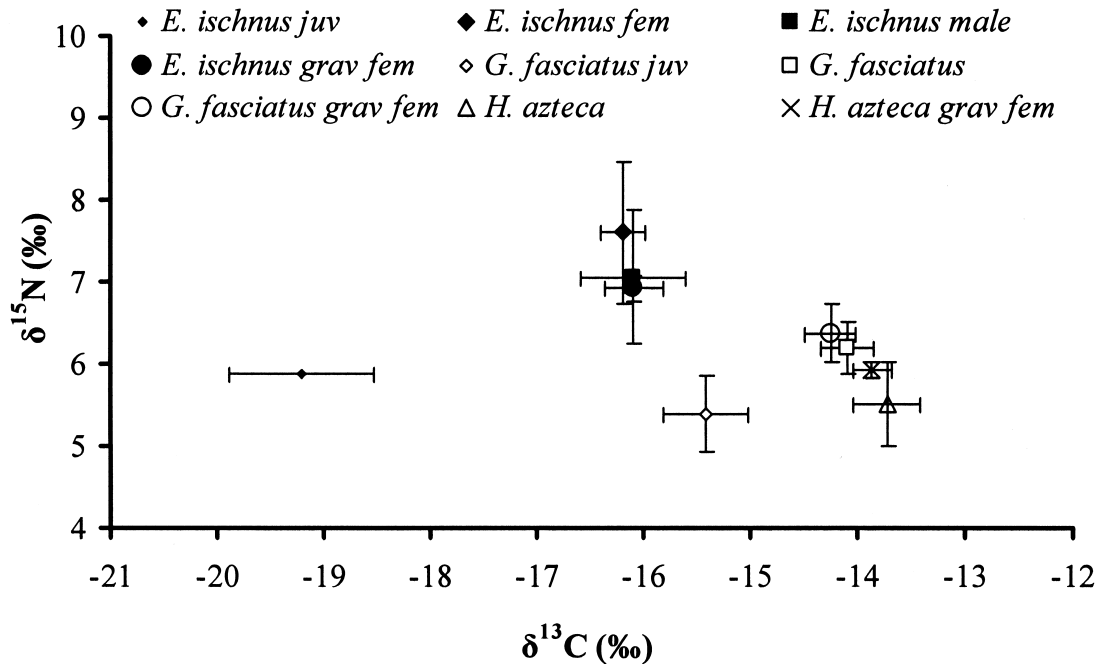 E. ischnus juv E. ischnus fem E. ischnus male
E. ischnus grav fem G. fasciatus juv G. fasciatus
G. fasciatus grav fem H. azteca H. azteca grav fem
10
9
8
7
6
5
4
δ15N (‰)
-21 -20 -19 -18 -17 -16 -15 -14 -13 -12
δ13C (‰)